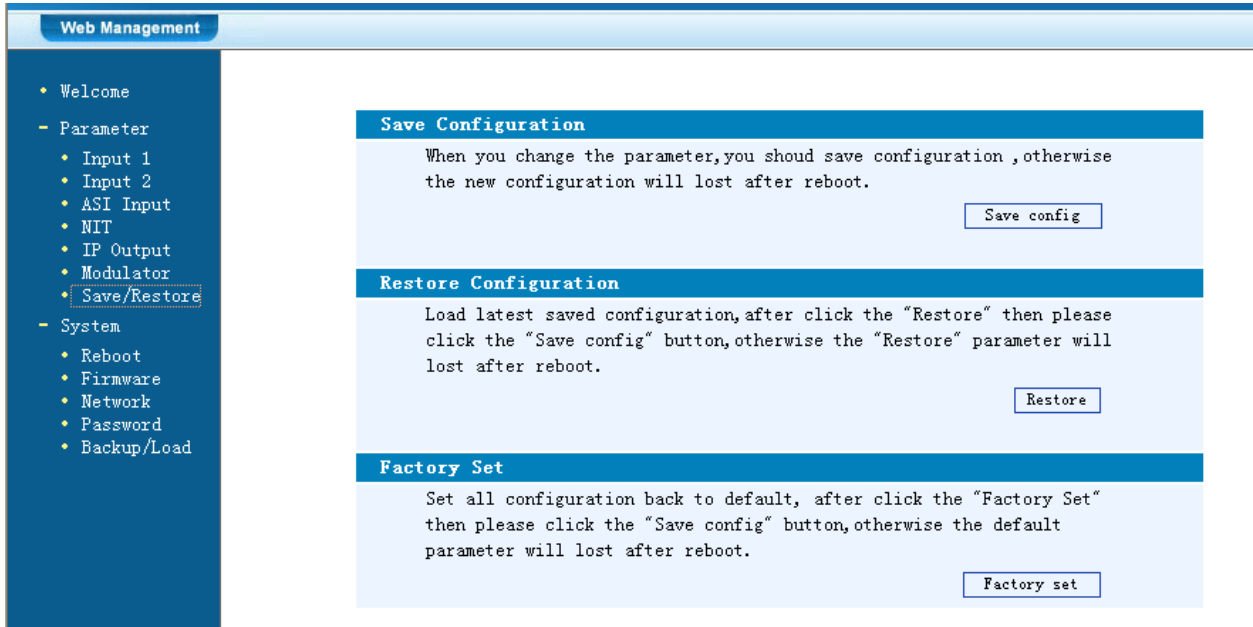 Web Management
Welcome
Parameter
Input 1
Input 2
ASI Input
NIT
IP Output
Modulator
Save/Restore
System
Reboot
Firmware
Network
Password
Backup/Load
Save Configuration
When you change the parameter,you shoud save configuration ,otherwise
the new configuration will lost after reboot.
Save config
Restore Configuration
Load latest saved configuration,after click the "Restore" then please
click the "Save config" button,otherwise the "Restore" parameter will
lost after reboot.
Restore
Factory Set
Set all configuration back to default, after click the "Factory Set"
then please click the "Save config" button,otherwise the default
parameter will lost after reboot.
Factory set